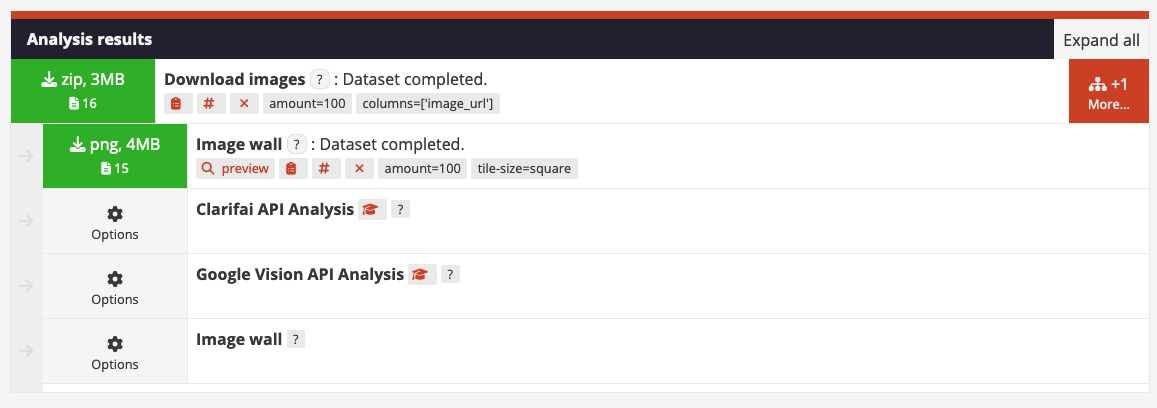 Analysis results
Expand all
zip, 3MB
16
Download images ? : Dataset completed.
# amount=100 columns=['image_url']
+1
More...
png, 4MB
15
Image wall ? : Dataset completed.
preview # amount=100 tile-size=square
Options
Clarifai API Analysis ?
Options
Google Vision API Analysis ?
Options
Image wall ?